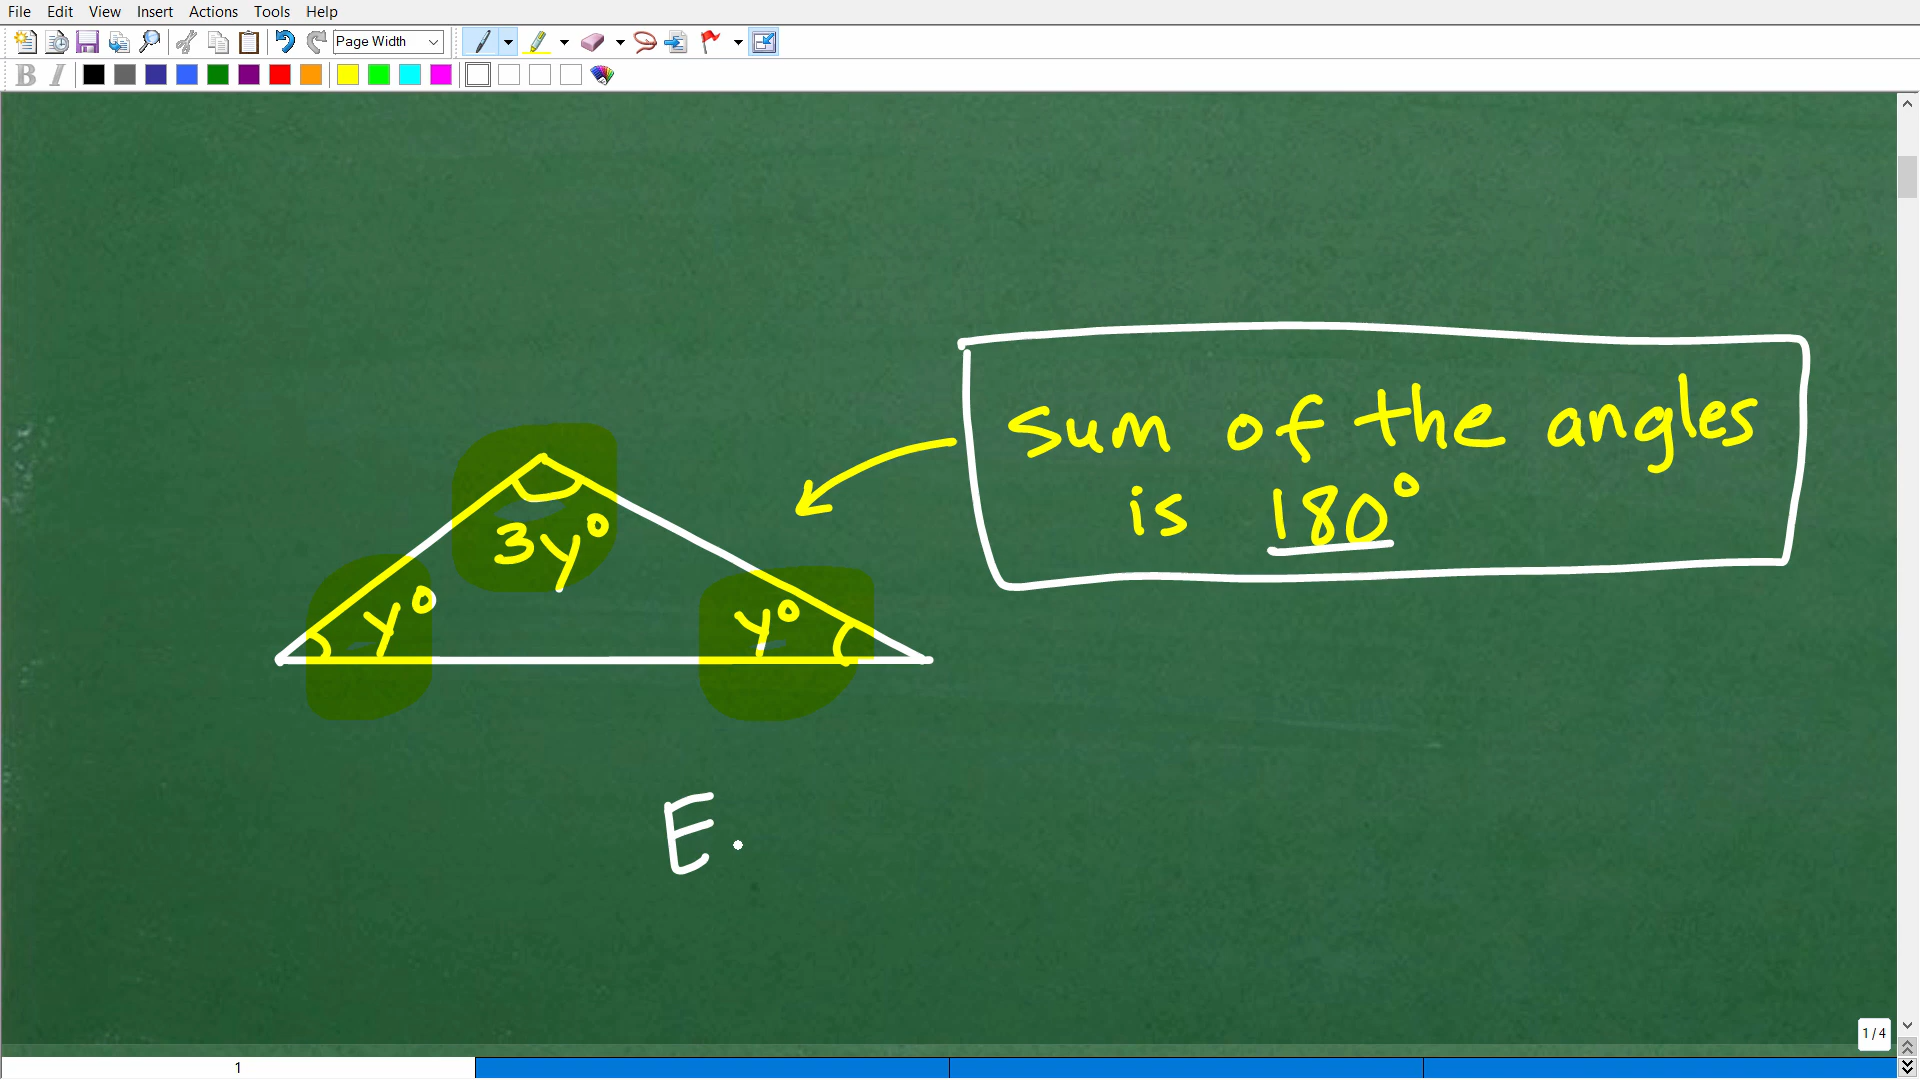 File Edit View Insert Actions Tools Help
Page Width
B I
sum of the angles
is 180°
3y°
y° y°
E.
1 / 4
1